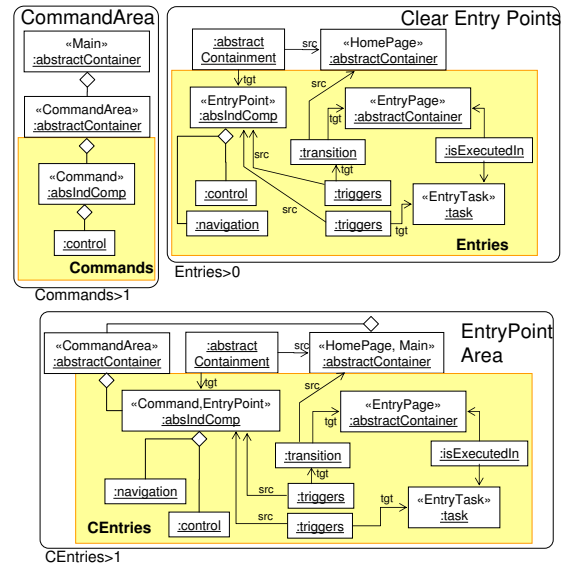 CommandArea
«Main»
:abstractContainer
«CommandArea»
:abstractContainer
«Command»
:absIndComp
:control
Commands
Commands>1
Clear Entry Points
:abstract
Containment
src
«HomePage»
:abstractContainer
tgt
src
«EntryPoint»
:absIndComp
«EntryPage»
:abstractContainer
tgt
src
:transition
:isExecutedIn
tgt
:control
:triggers
«EntryTask»
:task
src
tgt
:navigation
:triggers
Entries
Entries>0
EntryPoint
Area
«CommandArea»
:abstractContainer
:abstract
Containment
src
«HomePage, Main»
:abstractContainer
tgt
src
«Command,EntryPoint»
:absIndComp
«EntryPage»
:abstractContainer
tgt
:transition
:isExecutedIn
tgt
:navigation
src
:triggers
tgt
«EntryTask»
:task
CEntries
:control
src
:triggers
CEntries>1